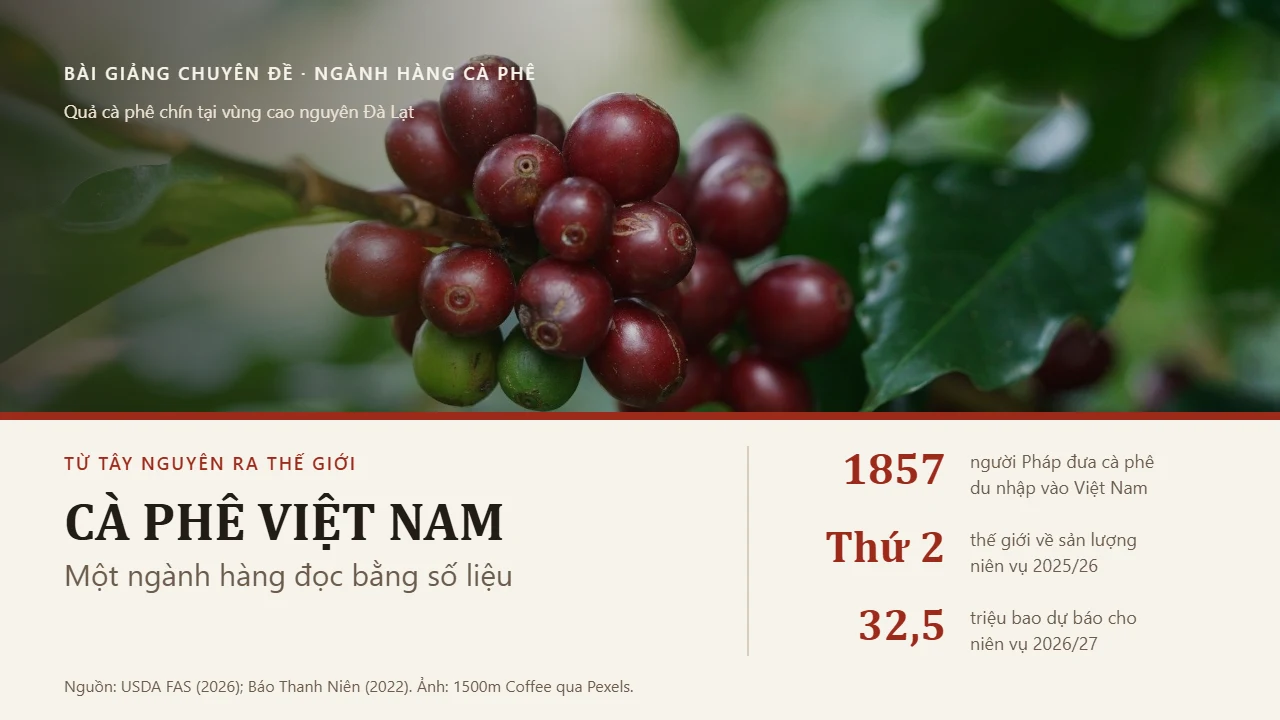 BÀI GIẢNG CHUYÊN ĐỀ · NGÀNH HÀNG CÀ PHÊ
Quả cà phê chín tại vùng cao nguyên Đà Lạt
TỪ TÂY NGUYÊN RA THẾ GIỚI
CÀ PHÊ VIỆT NAM
Một ngành hàng đọc bằng số liệu
1857
người Pháp đưa cà phê
du nhập vào Việt Nam
Thứ 2
thế giới về sản lượng
niên vụ 2025/26
32,5
triệu bao dự báo cho
niên vụ 2026/27
Nguồn: USDA FAS (2026); Báo Thanh Niên (2022). Ảnh: 1500m Coffee qua Pexels.